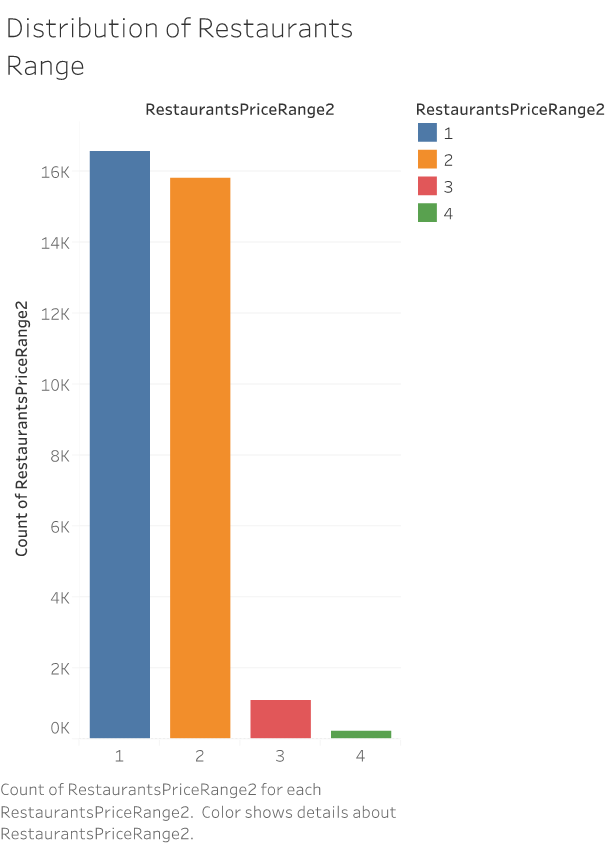 Distribution of Restaurants
Range
RestaurantsPriceRange2
RestaurantsPriceRange2
1
2
3
4
Count of RestaurantsPriceRange2
16K
14K
12K
10K
8K
6K
4K
2K
0K
1 2 3 4
Count of RestaurantsPriceRange2 for each
RestaurantsPriceRange2.  Color shows details about
RestaurantsPriceRange2.